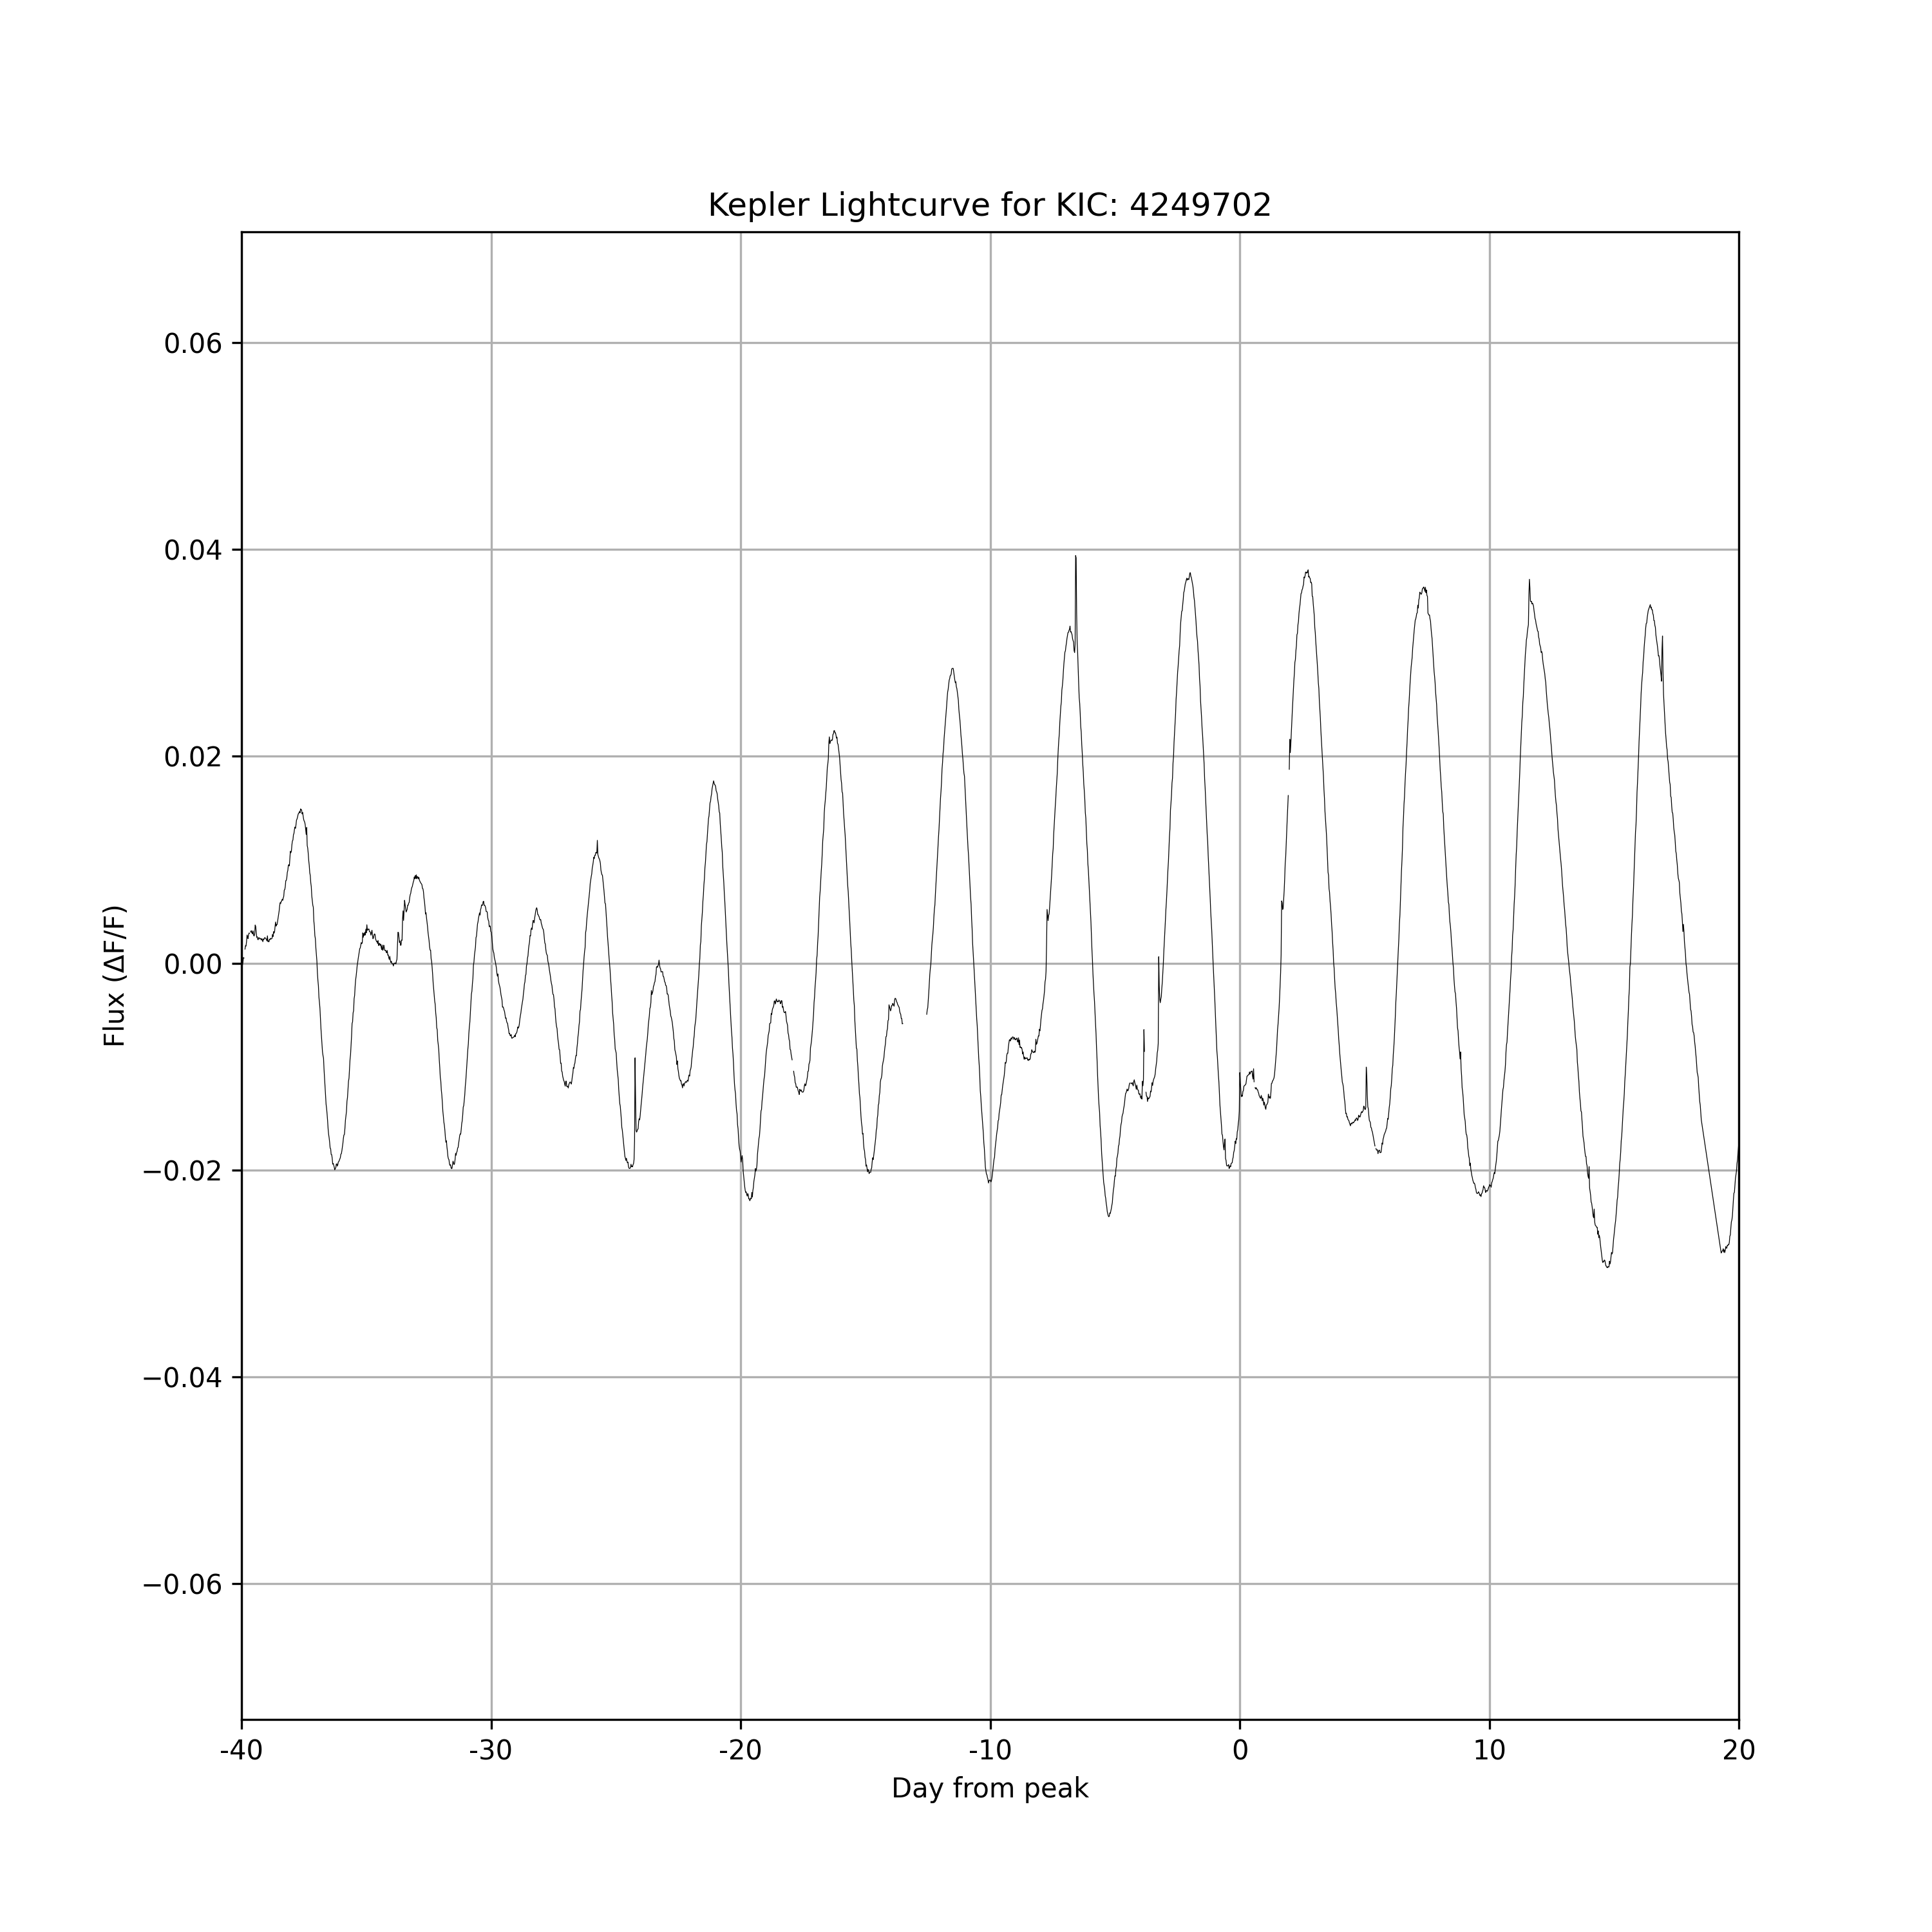 Kepler Lightcurve for KIC: 4249702
Flux (ΔF/F)
0.06
0.04
0.02
0.00
−0.02
−0.04
−0.06
-40 -30 -20 -10 0 10 20
Day from peak